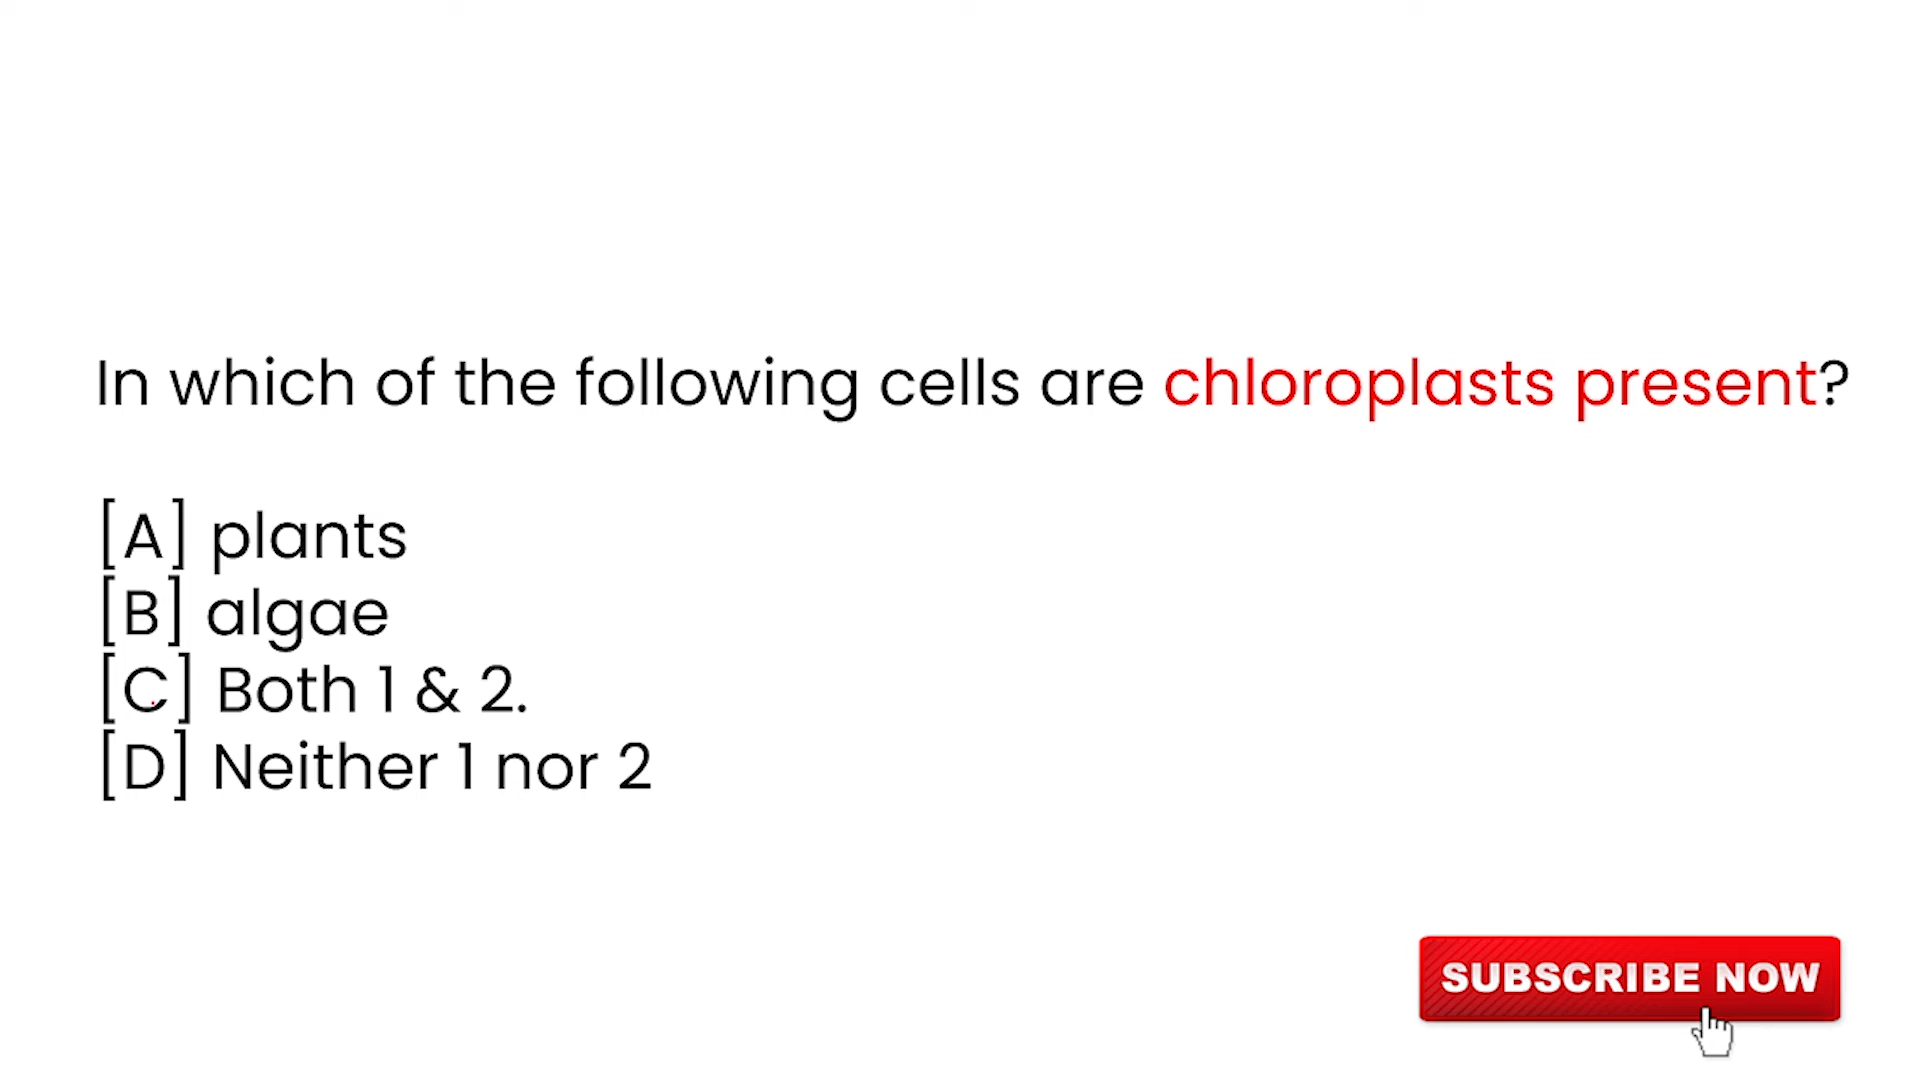 In which of the following cells are chloroplasts present?
[A] plants
[B] algae
[C] Both 1 & 2.
[D] Neither 1 nor 2
SUBSCRIBE NOW